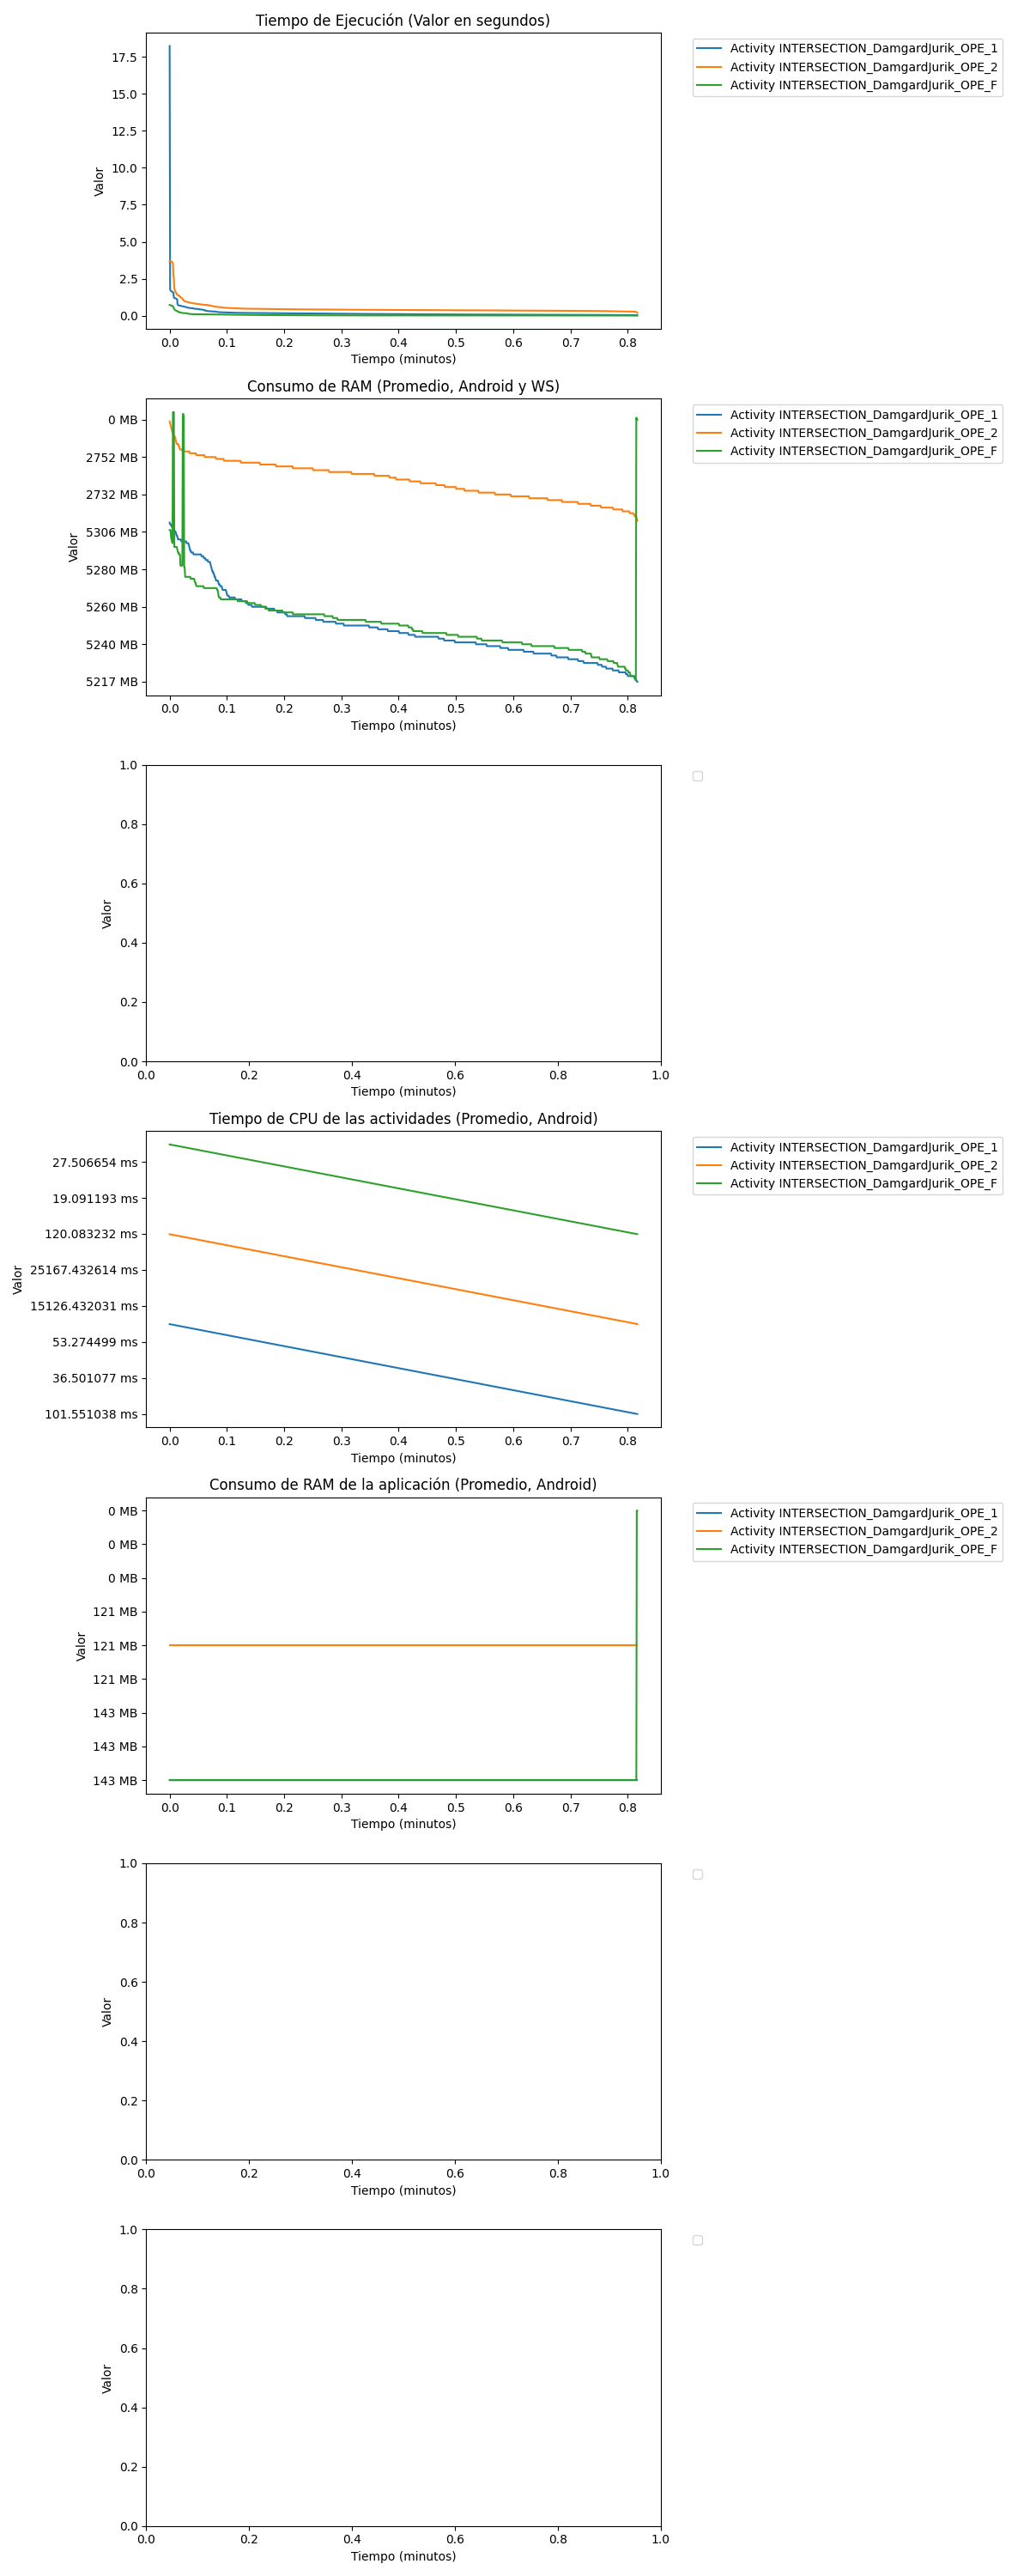 Tiempo de Ejecución (Valor en segundos)
17.5
15.0
12.5
10.0
7.5
5.0
2.5
0.0
Valor
0.0 0.1 0.2 0.3 0.4 0.5 0.6 0.7 0.8
Tiempo (minutos)
Activity INTERSECTION_DamgardJurik_OPE_1
Activity INTERSECTION_DamgardJurik_OPE_2
Activity INTERSECTION_DamgardJurik_OPE_F
Consumo de RAM (Promedio, Android y WS)
0 MB
2752 MB
2732 MB
5306 MB
5280 MB
5260 MB
5240 MB
5217 MB
Valor
0.0 0.1 0.2 0.3 0.4 0.5 0.6 0.7 0.8
Tiempo (minutos)
Activity INTERSECTION_DamgardJurik_OPE_1
Activity INTERSECTION_DamgardJurik_OPE_2
Activity INTERSECTION_DamgardJurik_OPE_F
1.0
0.8
0.6
0.4
0.2
0.0
Valor
0.0 0.2 0.4 0.6 0.8 1.0
Tiempo (minutos)
Tiempo de CPU de las actividades (Promedio, Android)
27.506654 ms
19.091193 ms
120.083232 ms
25167.432614 ms
15126.432031 ms
53.274499 ms
36.501077 ms
101.551038 ms
Valor
0.0 0.1 0.2 0.3 0.4 0.5 0.6 0.7 0.8
Tiempo (minutos)
Activity INTERSECTION_DamgardJurik_OPE_1
Activity INTERSECTION_DamgardJurik_OPE_2
Activity INTERSECTION_DamgardJurik_OPE_F
Consumo de RAM de la aplicación (Promedio, Android)
0 MB
0 MB
0 MB
121 MB
121 MB
121 MB
143 MB
143 MB
143 MB
Valor
0.0 0.1 0.2 0.3 0.4 0.5 0.6 0.7 0.8
Tiempo (minutos)
Activity INTERSECTION_DamgardJurik_OPE_1
Activity INTERSECTION_DamgardJurik_OPE_2
Activity INTERSECTION_DamgardJurik_OPE_F
1.0
0.8
0.6
0.4
0.2
0.0
Valor
0.0 0.2 0.4 0.6 0.8 1.0
Tiempo (minutos)
1.0
0.8
0.6
0.4
0.2
0.0
Valor
0.0 0.2 0.4 0.6 0.8 1.0
Tiempo (minutos)